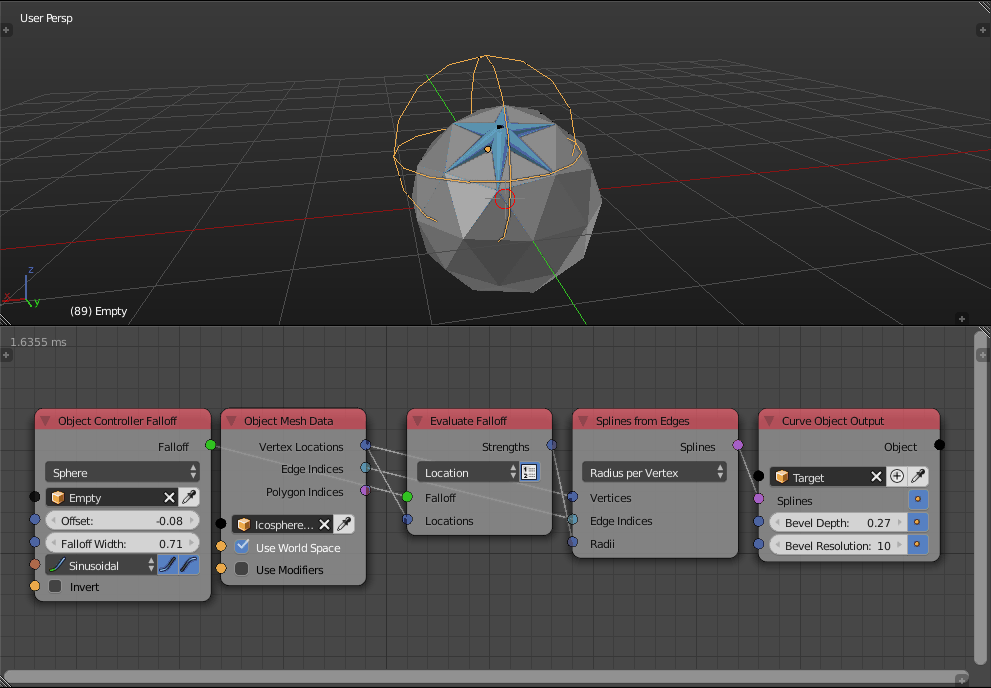 User Persp
z
x
y
(89) Empty
1.6355 ms
Object Controller Falloff
Falloff
Sphere
Empty
Offset: -0.08
Falloff Width: 0.71
Sinusoidal
Invert
Object Mesh Data
Vertex Locations
Edge Indices
Polygon Indices
Icosphere...
Use World Space
Use Modifiers
Evaluate Falloff
Strengths
Location
Falloff
Locations
Splines from Edges
Splines
Radius per Vertex
Vertices
Edge Indices
Radii
Curve Object Output
Object
Target
Splines
Bevel Depth: 0.27
Bevel Resolution: 10